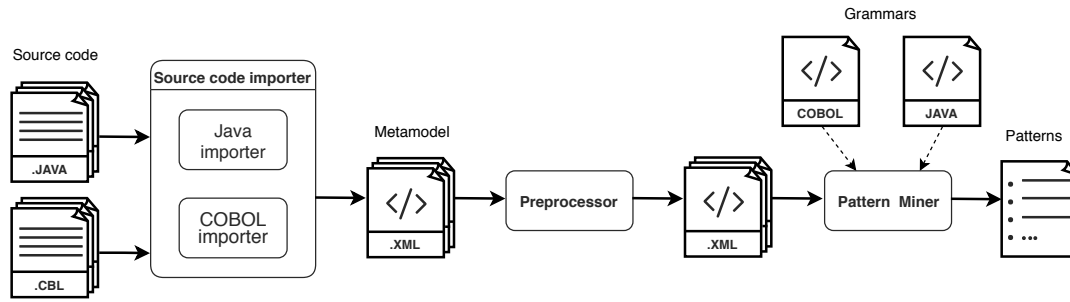 Source code
.JAVA
.CBL
Source code importer
Java
importer
COBOL
importer
Metamodel
</>
.XML
Preprocessor
</>
.XML
Grammars
</>
COBOL
</>
JAVA
Pattern Miner
Patterns
...